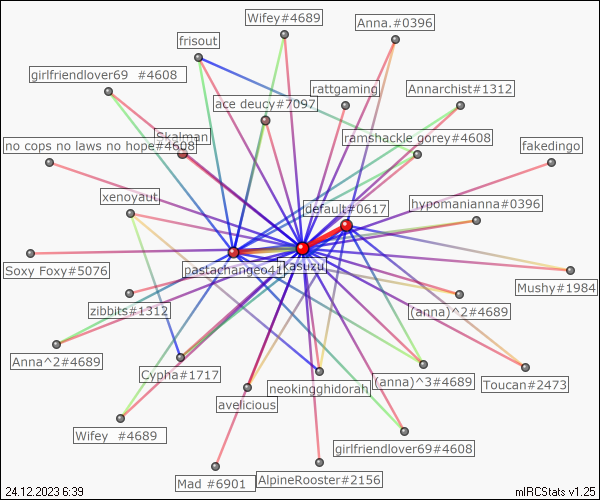 Wifey#4689
Anna.#0396
frisout
girlfriendlover69 #4608
rattgaming
Annarchist#1312
ace deucy#7097
Skalman
ramshackle gorey#4608
no cops no laws no hope#4608
fakedingo
xenoyaut
hypomanianna#0396
default#0617
pastachangeo41
kasuzu
Soxy Foxy#5076
Mushy#1984
zibbits#1312
(anna)^2#4689
Anna^2#4689
Cypha#1717
neokingghidorah
(anna)^3#4689
Toucan#2473
avelicious
Wifey #4689
girlfriendlover69#4608
Mad #6901
AlpineRooster#2156
24.12.2023 6:39
mIRCStats v1.25